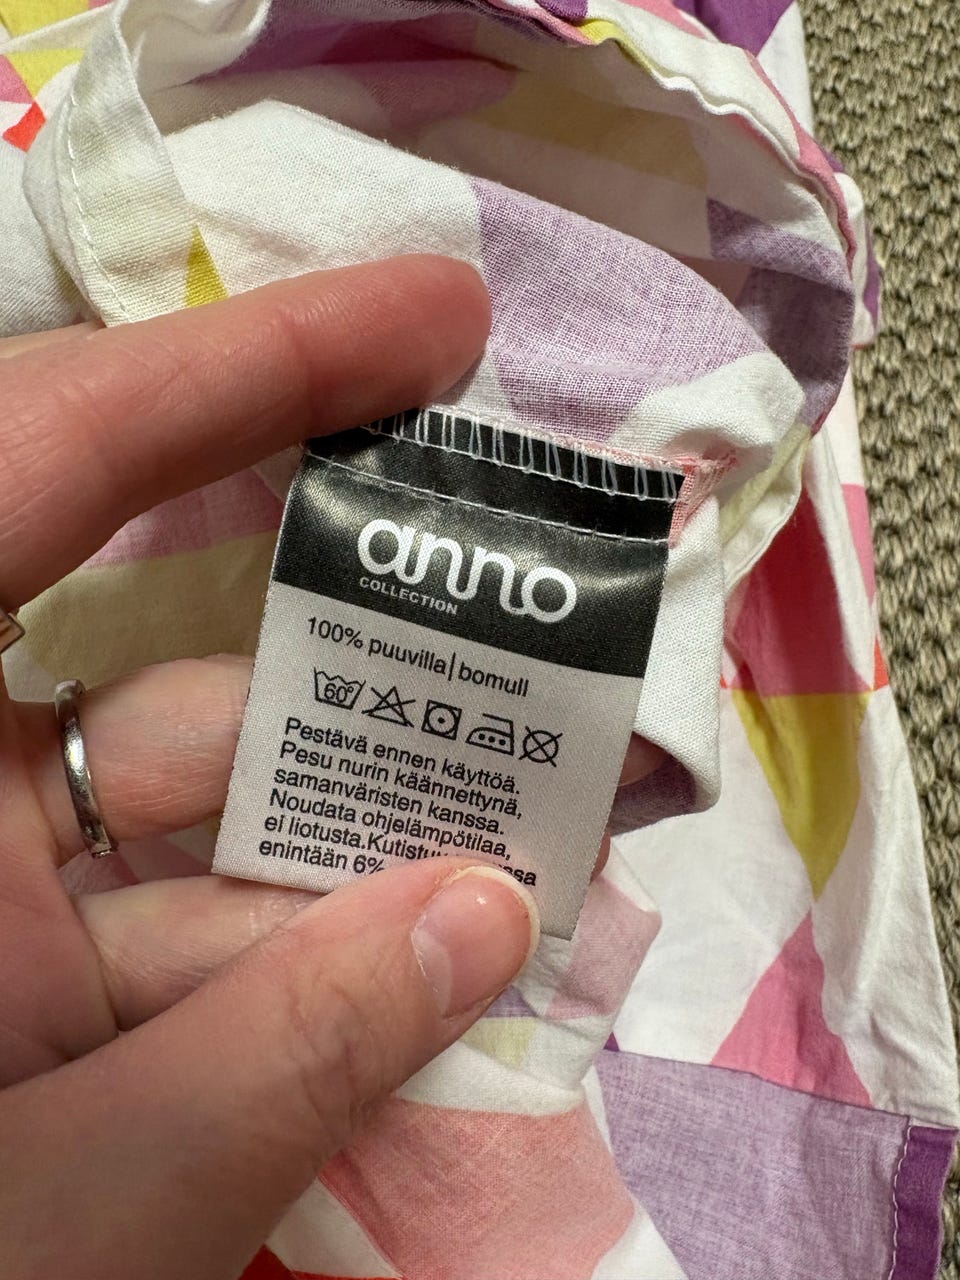 anno
COLLECTION
100% puuvilla|bomull
60°
Pestävä ennen käyttöä.
Pesu nurin käännettynä,
samanväristen kanssa.
Noudata ohjelämpötilaa,
ei liotusta.
enintään 6%